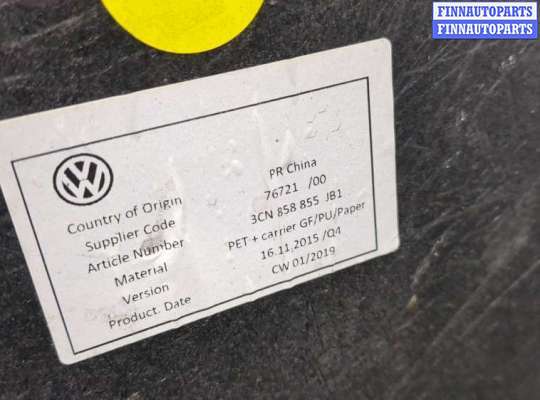 FINNAUTOPARTS
FINNAUTOPARTS
Country of Origin PR China
Supplier Code 76721 /00
Article Number 3CN 858 855 JB1
Material PET + carrier GF/PU/Paper
Version 16.11.2015 /Q4
Product. Date CW 01/2019